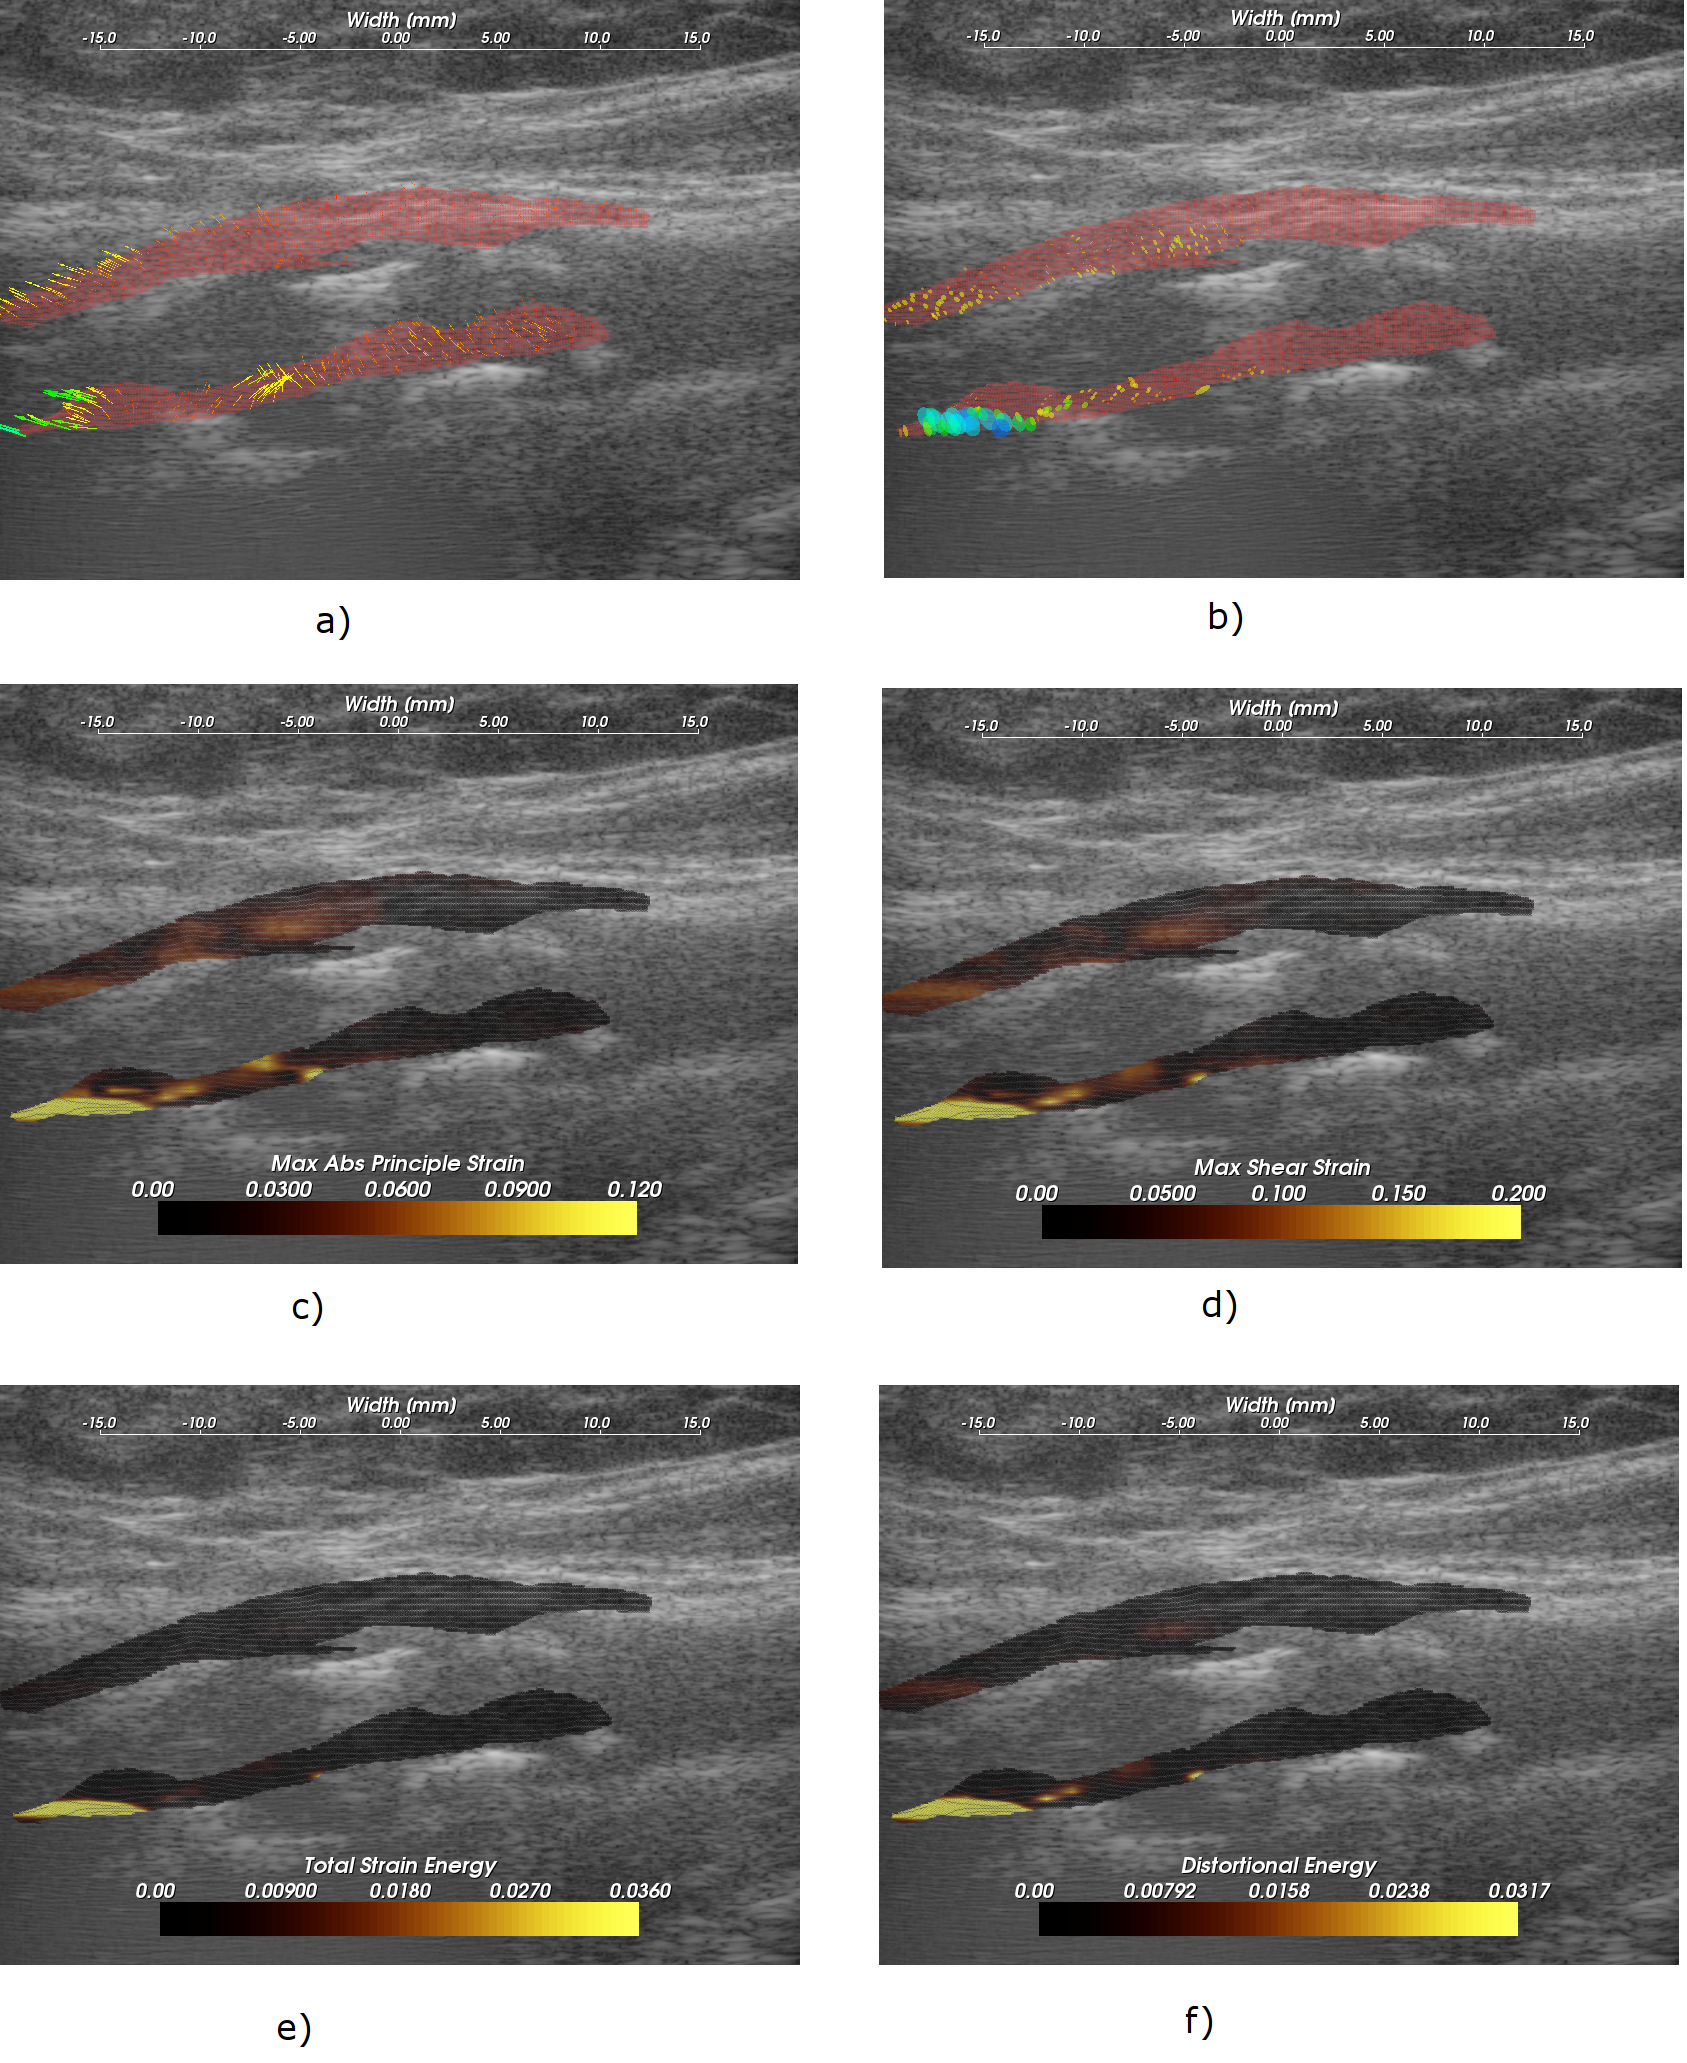 Width (mm)
-15.0 -10.0 -5.00 0.00 5.00 10.0 15.0
a)
Width (mm)
-15.0 -10.0 -5.00 0.00 5.00 10.0 15.0
b)
Width (mm)
-15.0 -10.0 -5.00 0.00 5.00 10.0 15.0
Max Abs Principle Strain
0.00 0.0300 0.0600 0.0900 0.120
c)
Width (mm)
-15.0 -10.0 -5.00 0.00 5.00 10.0 15.0
Max Shear Strain
0.00 0.0500 0.100 0.150 0.200
d)
Width (mm)
-15.0 -10.0 -5.00 0.00 5.00 10.0 15.0
Total Strain Energy
0.00 0.00900 0.0180 0.0270 0.0360
e)
Width (mm)
-15.0 -10.0 -5.00 0.00 5.00 10.0 15.0
Distortional Energy
0.00 0.00792 0.0158 0.0238 0.0317
f)